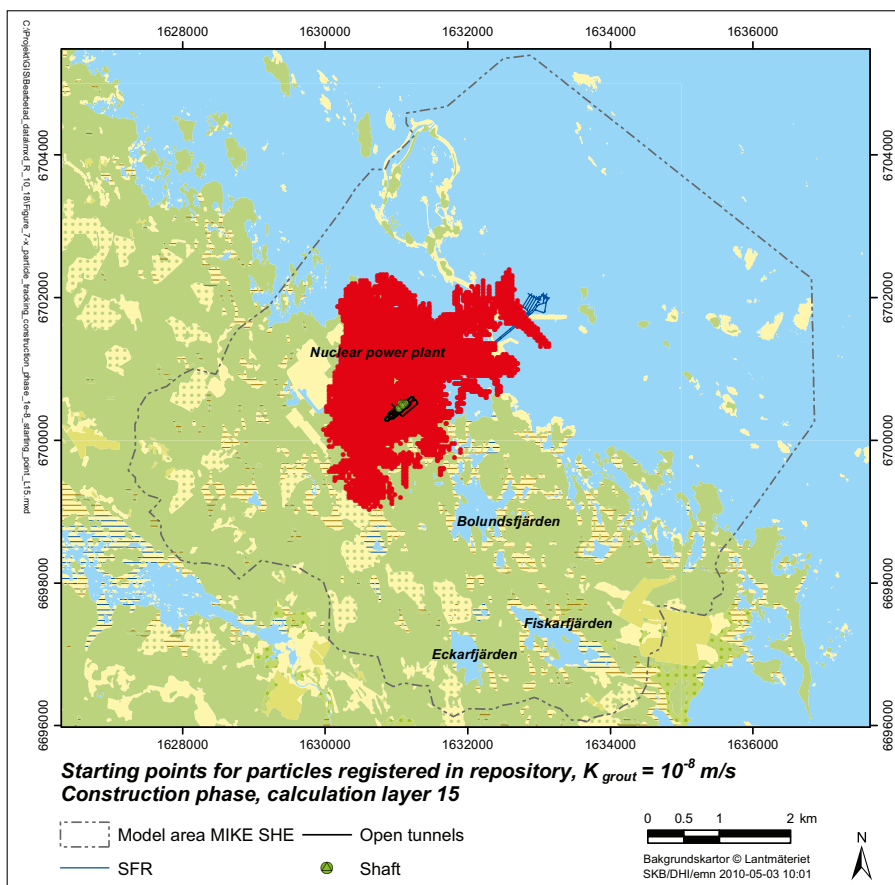 1628000 1630000 1632000 1634000 1636000
C:\Projekt\GIS\Bearbetad_data\mxd_R_10_18\Figure_7-x_particle_tracking_construction_phase_1e-8_starting_point_L15.mxd
6704000 6704000
6702000 6702000
Nuclear power plant
6700000 6700000
Bolundsfjärden
6698000 6698000
Fiskarfjärden
Eckarfjärden
6696000 6696000
1628000 1630000 1632000 1634000 1636000
Starting points for particles registered in repository, K grout = 10-8 m/s
Construction phase, calculation layer 15
Model area MIKE SHE Open tunnels
SFR Shaft
0 0.5 1 2 km
Bakgrundskartor © Lantmäteriet
SKB/DHI/emn 2010-05-03 10:01
N